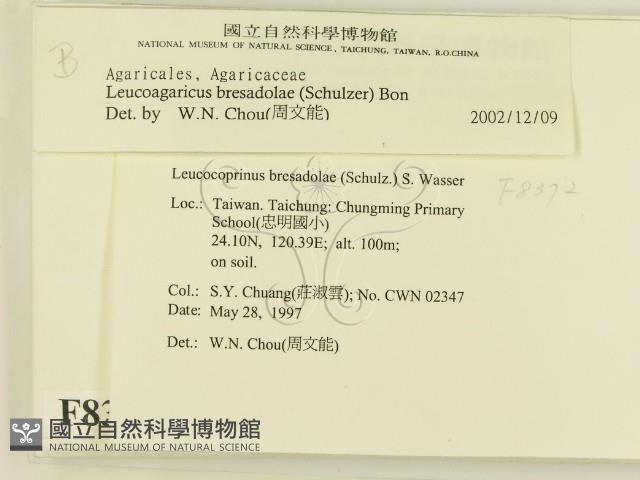 B
國立自然科學博物館
NATIONAL MUSEUM OF NATURAL SCIENCE, TAICHUNG, TAIWAN, R.O.CHINA
Agaricales, Agaricaceae
Leucoagaricus bresadolae (Schulzer) Bon
Det. by W.N. Chou(周文能)
2002/12/09
Leucocoprinus bresadolae (Schulz.) S. Wasser
F8372
Loc.: Taiwan. Taichung: Chungming Primary
School(忠明國小)
24.10N, 120.39E; alt. 100m;
on soil.
Col.: S.Y. Chuang(莊淑雲); No. CWN 02347
Date: May 28, 1997
Det.: W.N. Chou(周文能)
F83
國立自然科學博物館
NATIONAL MUSEUM OF NATURAL SCIENCE